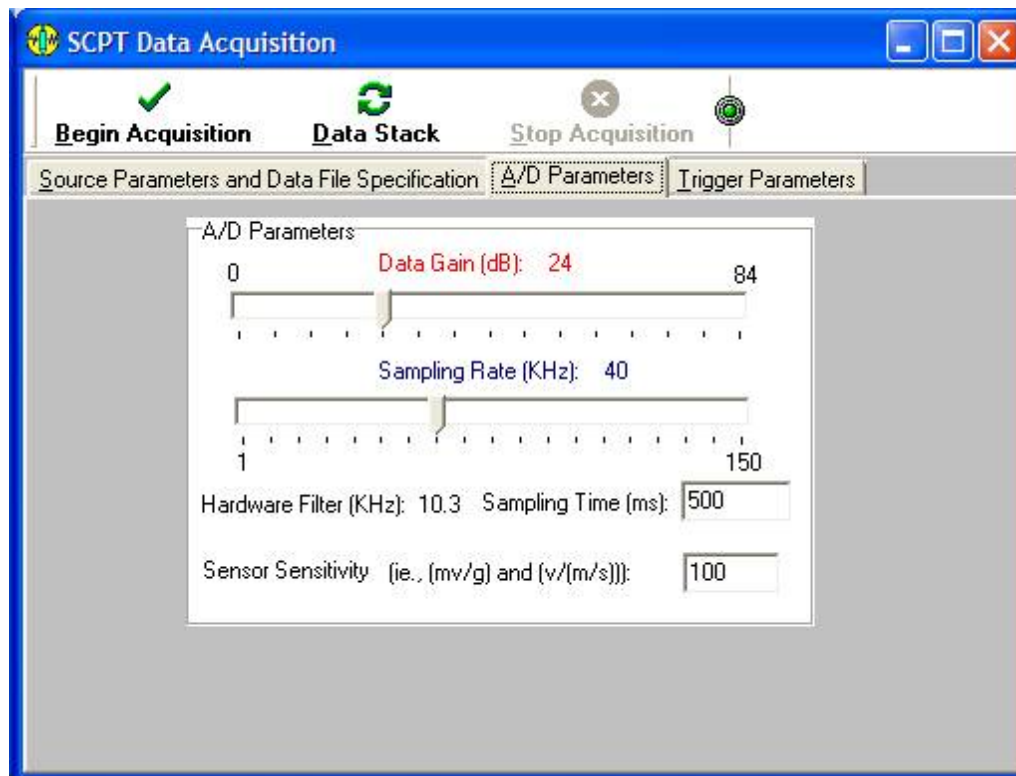 SCPT Data Acquisition
Begin Acquisition Data Stack Stop Acquisition
Source Parameters and Data File Specification A/D Parameters Trigger Parameters
A/D Parameters
Data Gain (dB): 24
0 84
Sampling Rate (KHz): 40
1 150
Hardware Filter (KHz): 10.3 Sampling Time (ms): 500
Sensor Sensitivity (ie., (mv/g) and (v/(m/s))): 100